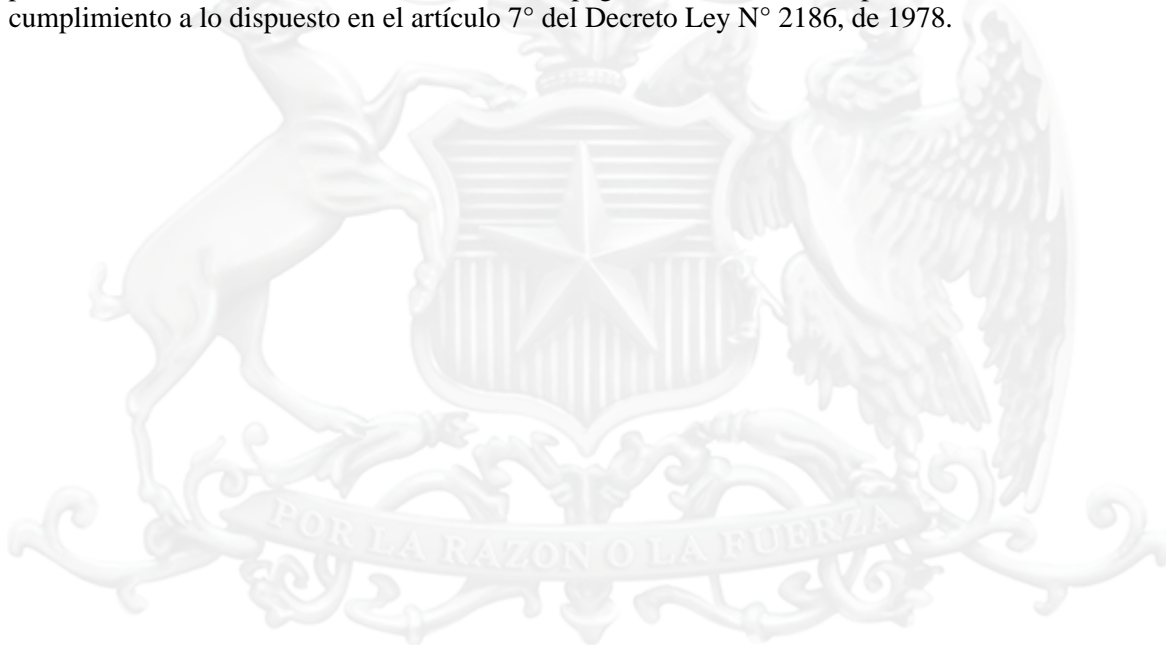 cumplimiento a lo dispuesto en el artículo 7° del Decreto Ley N° 2186, de 1978.
POR LA RAZON O LA FUERZA